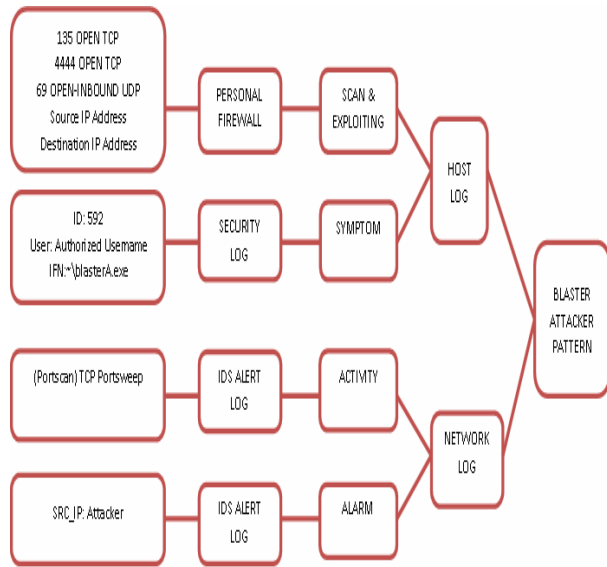 135 OPEN TCP
4444 OPEN TCP
69 OPEN-INBOUND UDP
Source IP Address
Destination IP Address
PERSONAL
FIREWALL
SCAN &
EXPLOITING
HOST
LOG
ID: 592
User: Authorized Username
IFN:~\blasterA.exe
SECURITY
LOG
SYMPTOM
BLASTER
ATTACKER
PATTERN
(Portscan) TCP Portsweep
IDS ALERT
LOG
ACTIVITY
NETWORK
LOG
SRC_IP: Attacker
IDS ALERT
LOG
ALARM